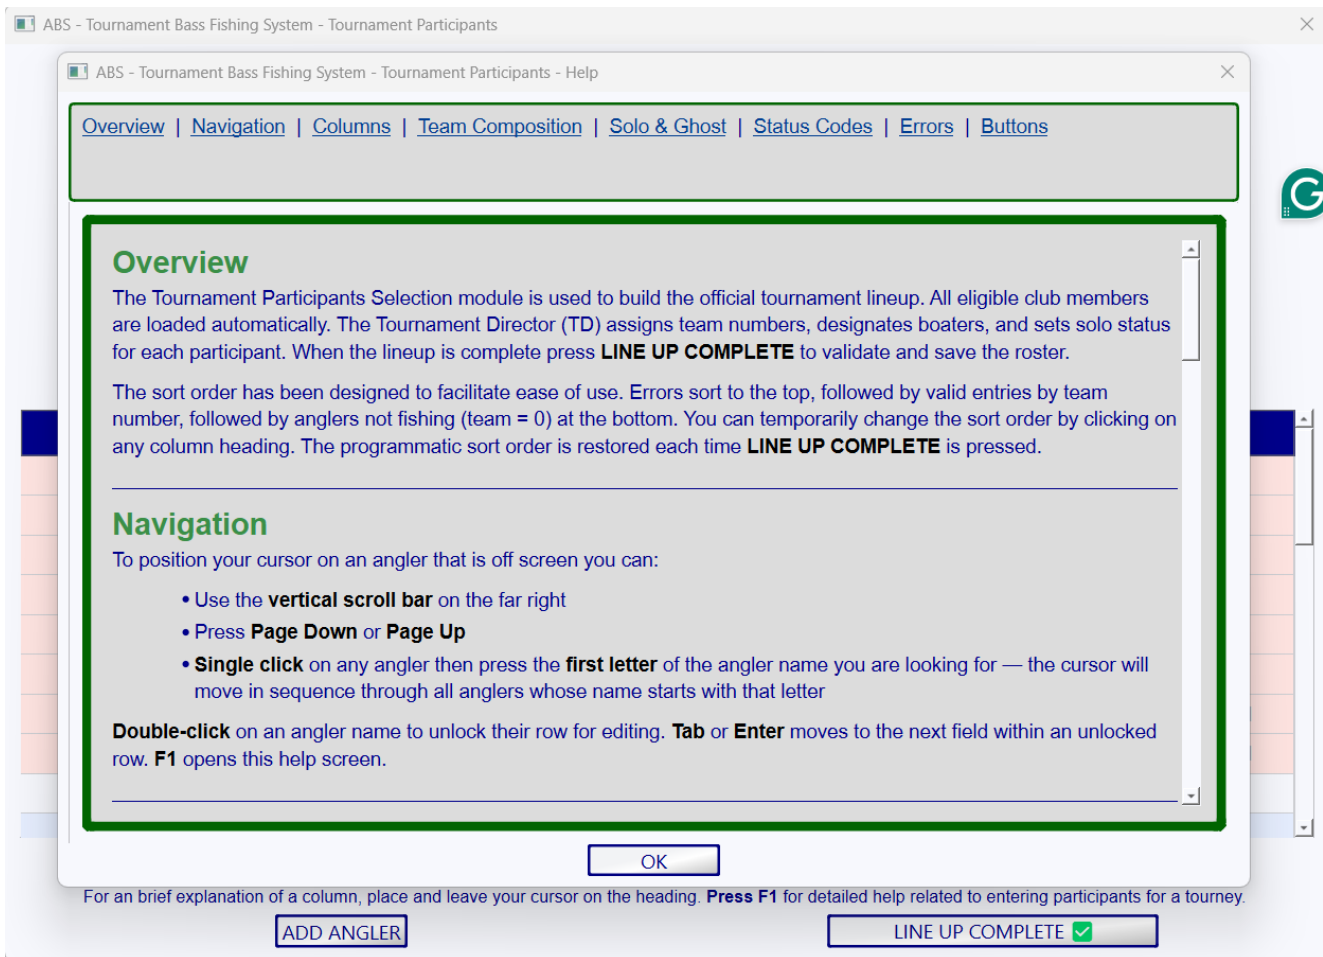 ABS - Tournament Bass Fishing System - Tournament Participants
ABS - Tournament Bass Fishing System - Tournament Participants - Help
Overview | Navigation | Columns | Team Composition | Solo & Ghost | Status Codes | Errors | Buttons
Overview
The Tournament Participants Selection module is used to build the official tournament lineup. All eligible club members
are loaded automatically. The Tournament Director (TD) assigns team numbers, designates boaters, and sets solo status
for each participant. When the lineup is complete press LINE UP COMPLETE to validate and save the roster.
The sort order has been designed to facilitate ease of use. Errors sort to the top, followed by valid entries by team
number, followed by anglers not fishing (team = 0) at the bottom. You can temporarily change the sort order by clicking on
any column heading. The programmatic sort order is restored each time LINE UP COMPLETE is pressed.
Navigation
To position your cursor on an angler that is off screen you can:
• Use the vertical scroll bar on the far right
• Press Page Down or Page Up
• Single click on any angler then press the first letter of the angler name you are looking for — the cursor will
move in sequence through all anglers whose name starts with that letter
Double-click on an angler name to unlock their row for editing. Tab or Enter moves to the next field within an unlocked
row. F1 opens this help screen.
OK
For an brief explanation of a column, place and leave your cursor on the heading. Press F1 for detailed help related to entering participants for a tourney.
ADD ANGLER
LINE UP COMPLETE ✅